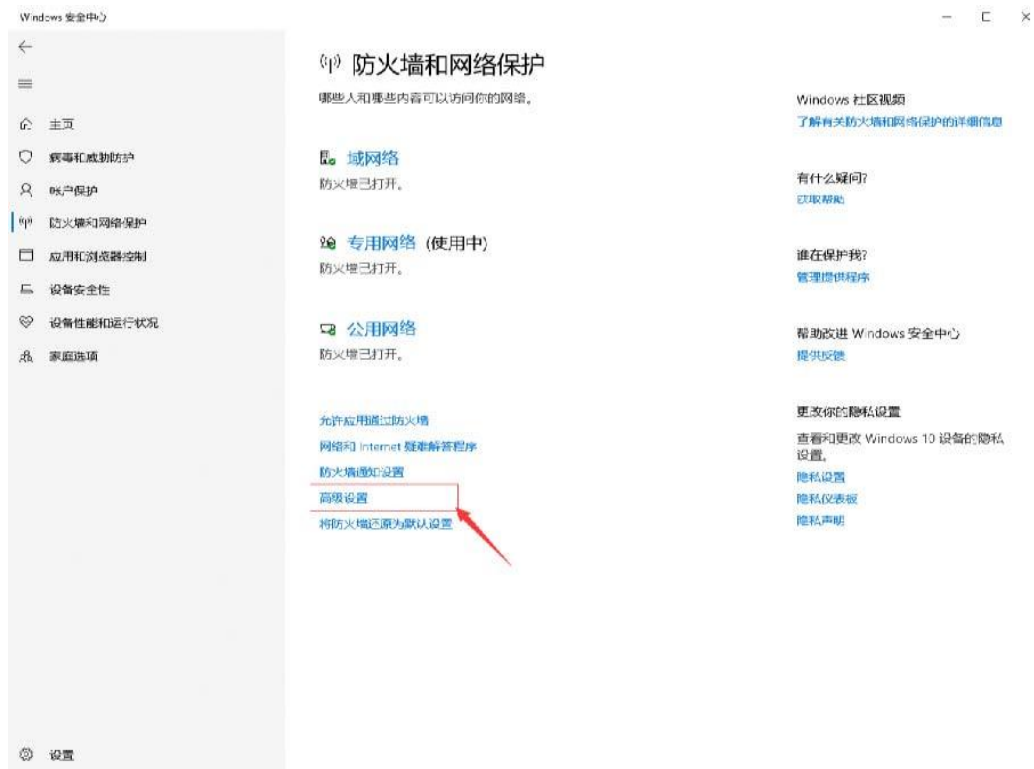 Windows 安全中心
主页
病毒和威胁防护
帐户保护
防火墙和网络保护
应用和浏览器控制
设备安全性
设备性能和运行状况
家庭选项
设置
防火墙和网络保护
哪些人和哪些内容可以访问你的网络。
域网络
防火墙已打开。
专用网络 (使用中)
防火墙已打开。
公用网络
防火墙已打开。
允许应用通过防火墙
网络和 Internet 疑难解答程序
防火墙通知设置
高级设置
将防火墙还原为默认设置
Windows 社区视频
了解有关防火墙和网络保护的详细信息
有什么疑问?
获取帮助
谁在保护我?
管理提供程序
帮助改进 Windows 安全中心
提供反馈
更改你的隐私设置
查看和更改 Windows 10 设备的隐私
设置。
隐私设置
隐私仪表板
隐私声明